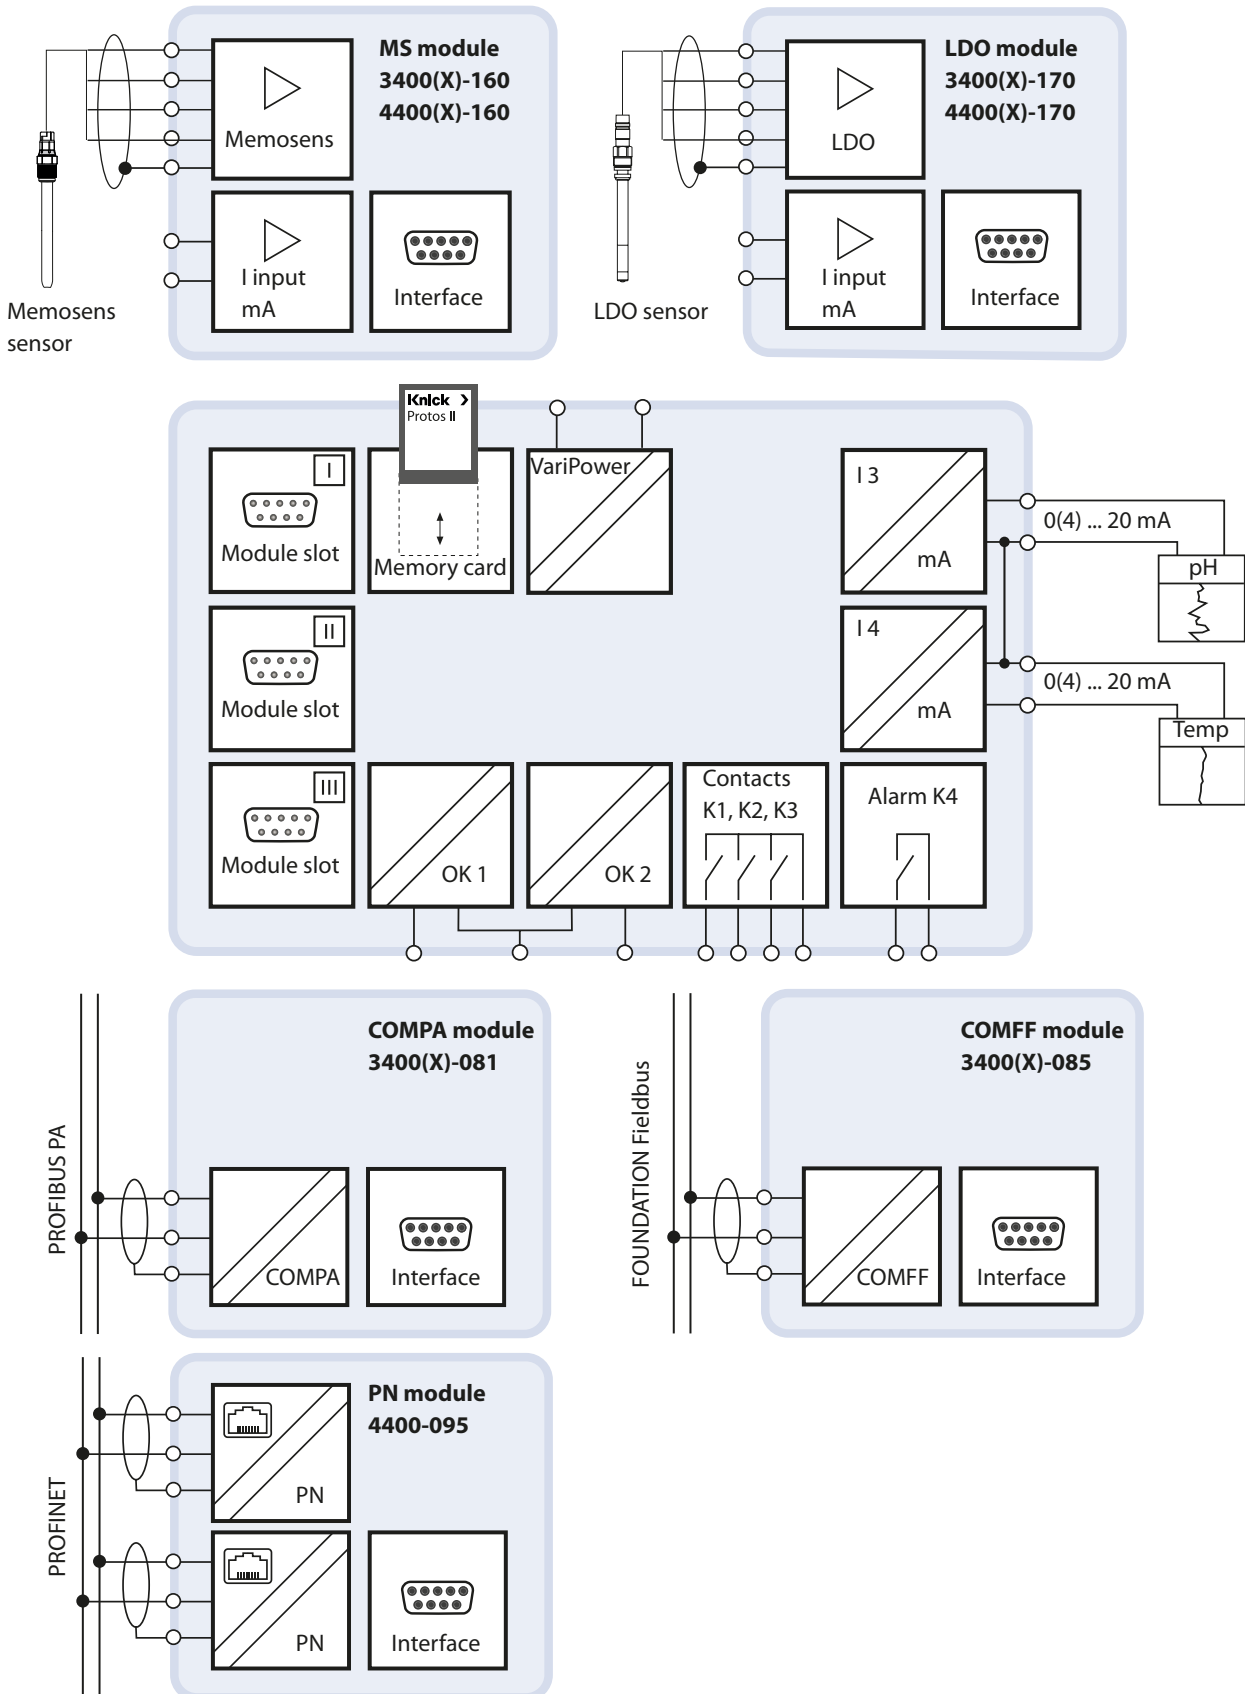 MS module
3400(X)-160
4400(X)-160
Memosens
I input
mA
Interface
Memosens
sensor
LDO module
3400(X)-170
4400(X)-170
LDO
I input
mA
Interface
LDO sensor
Knick >
Protos II
I
Module slot
Memory card
VariPower
I 3
mA
0(4) ... 20 mA
pH
II
Module slot
I 4
mA
0(4) ... 20 mA
Temp
III
Module slot
OK 1
OK 2
Contacts
K1, K2, K3
Alarm K4
PROFIBUS PA
COMPA module
3400(X)-081
COMPA
Interface
FOUNDATION Fieldbus
COMFF module
3400(X)-085
COMFF
Interface
PROFINET
PN module
4400-095
PN
PN
Interface